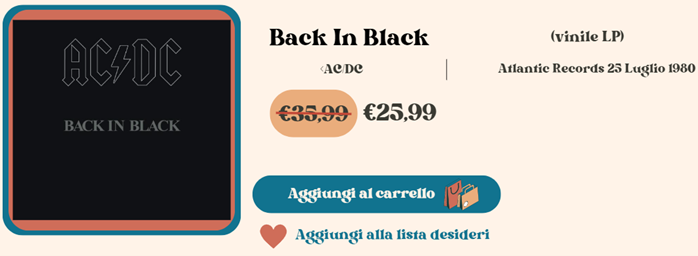 AC/DC
BACK IN BLACK
Back In Black
(vinile LP)
AC/DC
Atlantic Records 25 Luglio 1980
€35,99 €25,99
Aggiungi al carrello
Aggiungi alla lista desideri